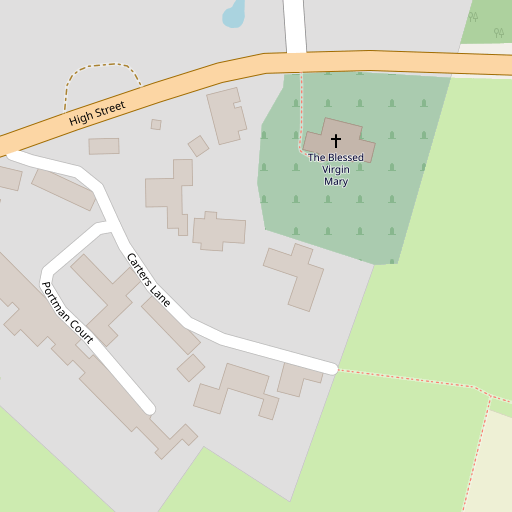 High Street
The Blessed
Virgin
Mary
Carters Lane
Portman Court